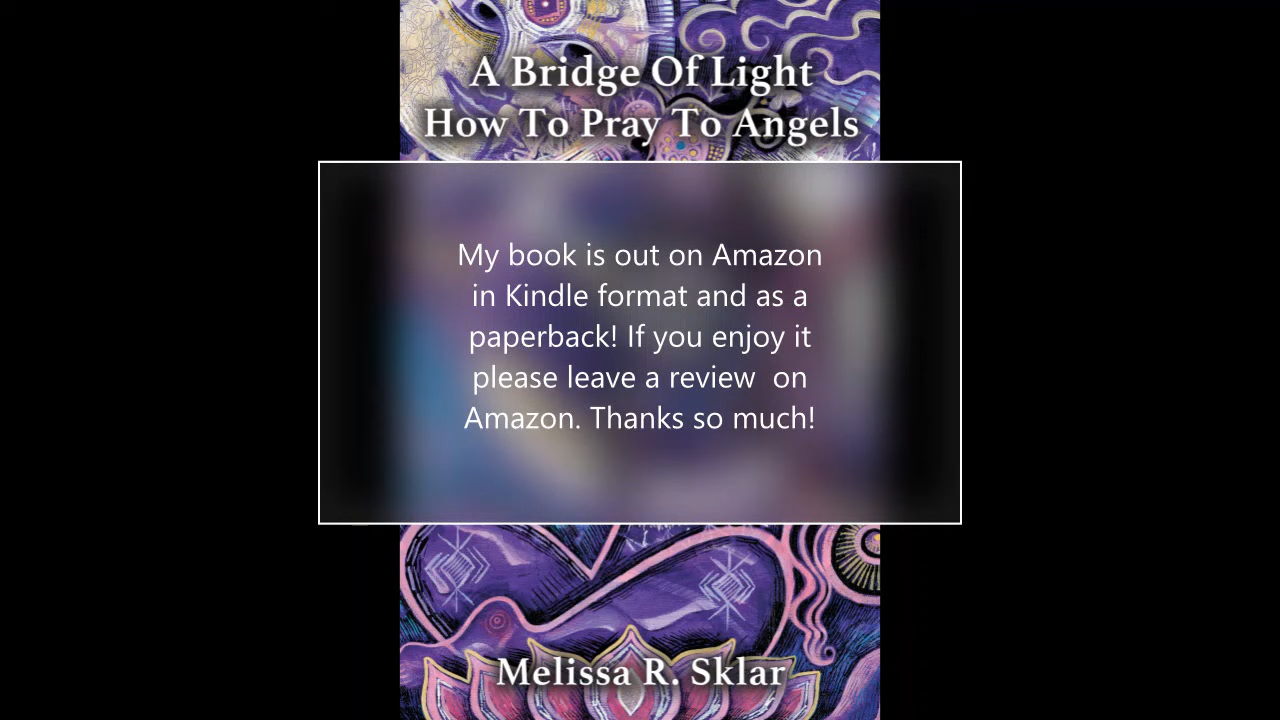 A Bridge Of Light
How To Pray To Angels
My book is out on Amazon
in Kindle format and as a
paperback! If you enjoy it
please leave a review  on
Amazon. Thanks so much!
Melissa R. Sklar